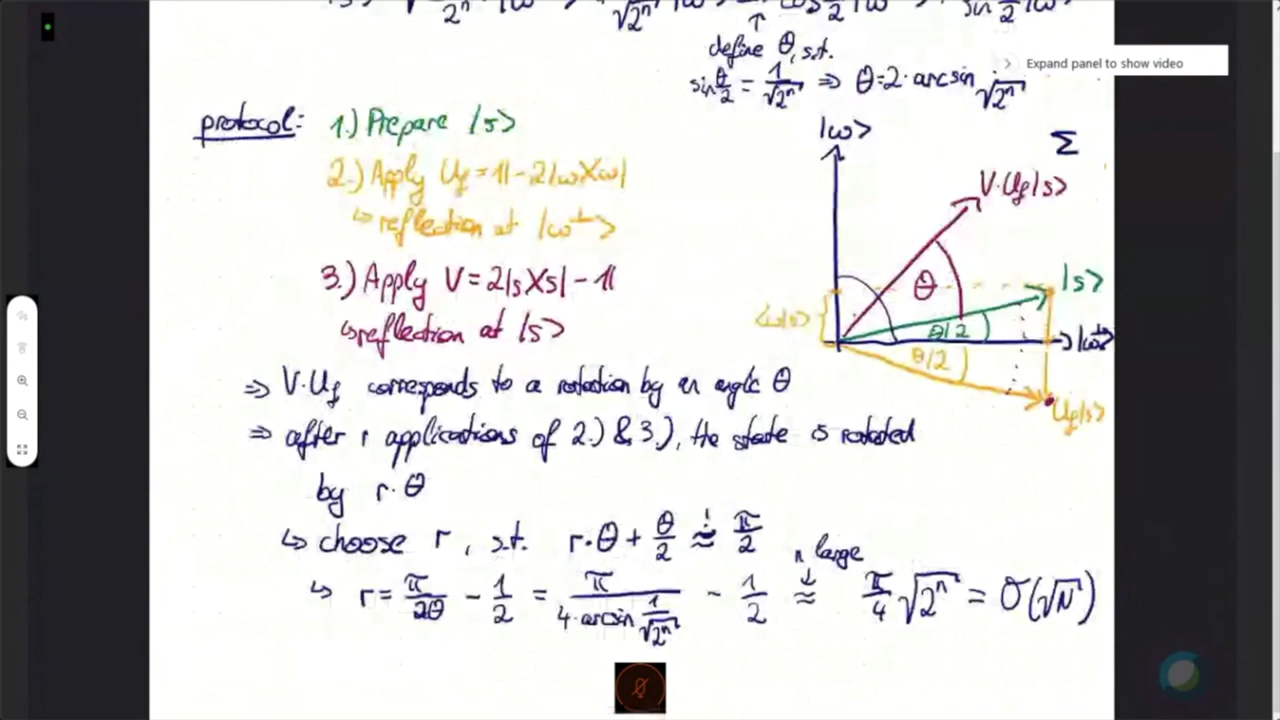 define θ, s.t.
sin θ/2 = 1/√2ⁿ ⇒ θ=2·arcsin 1/√2ⁿ
Expand panel to show video
protocol: 1.) Prepare |s>
2.) Apply U_f = 𝟙 - 2|ω><ω|
↳ reflection at |ω^⊥>
3.) Apply V = 2|s><s| - 𝟙
↳ reflection at |s>
|ω>
Σ
V·U_f|s>
θ
|s>
<ω|s>
θ/2
|ω^⊥>
θ/2
U_f|s>
⇒ V·U_f corresponds to a rotation by an angle θ
⇒ after r applications of 2.) & 3.), the state is rotated
by r·θ
↳ choose r, s.t. r·θ + θ/2 ≈! π/2
n large
↳ r = π/2θ - 1/2 = π/(4·arcsin 1/√2ⁿ) - 1/2 ≈ π/4 √2ⁿ = O(√N)